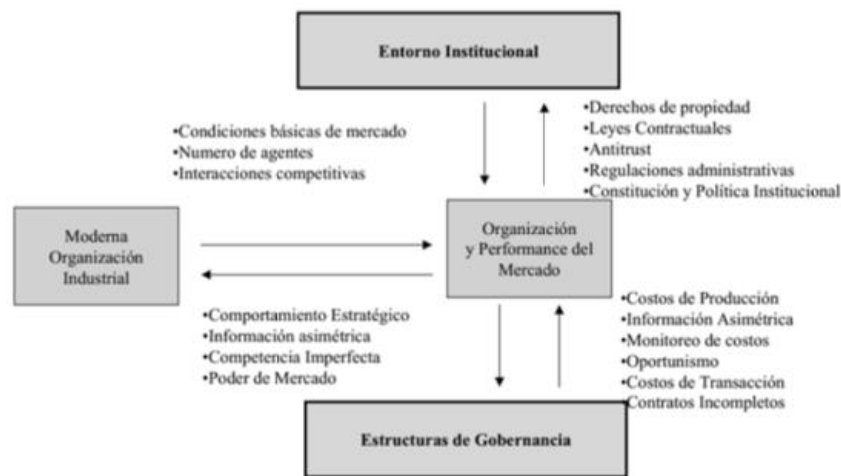 Entorno Institucional
•Condiciones básicas de mercado
•Numero de agentes
•Interacciones competitivas
•Derechos de propiedad
•Leyes Contractuales
•Antitrust
•Regulaciones administrativas
•Constitución y Política Institucional
Moderna
Organización
Industrial
Organización
y Performance del
Mercado
•Comportamiento Estratégico
•Información asimétrica
•Competencia Imperfecta
•Poder de Mercado
•Costos de Producción
•Información Asimétrica
•Monitoreo de costos
•Oportunismo
•Costos de Transacción
•Contratos Incompletos
Estructuras de Gobernancia